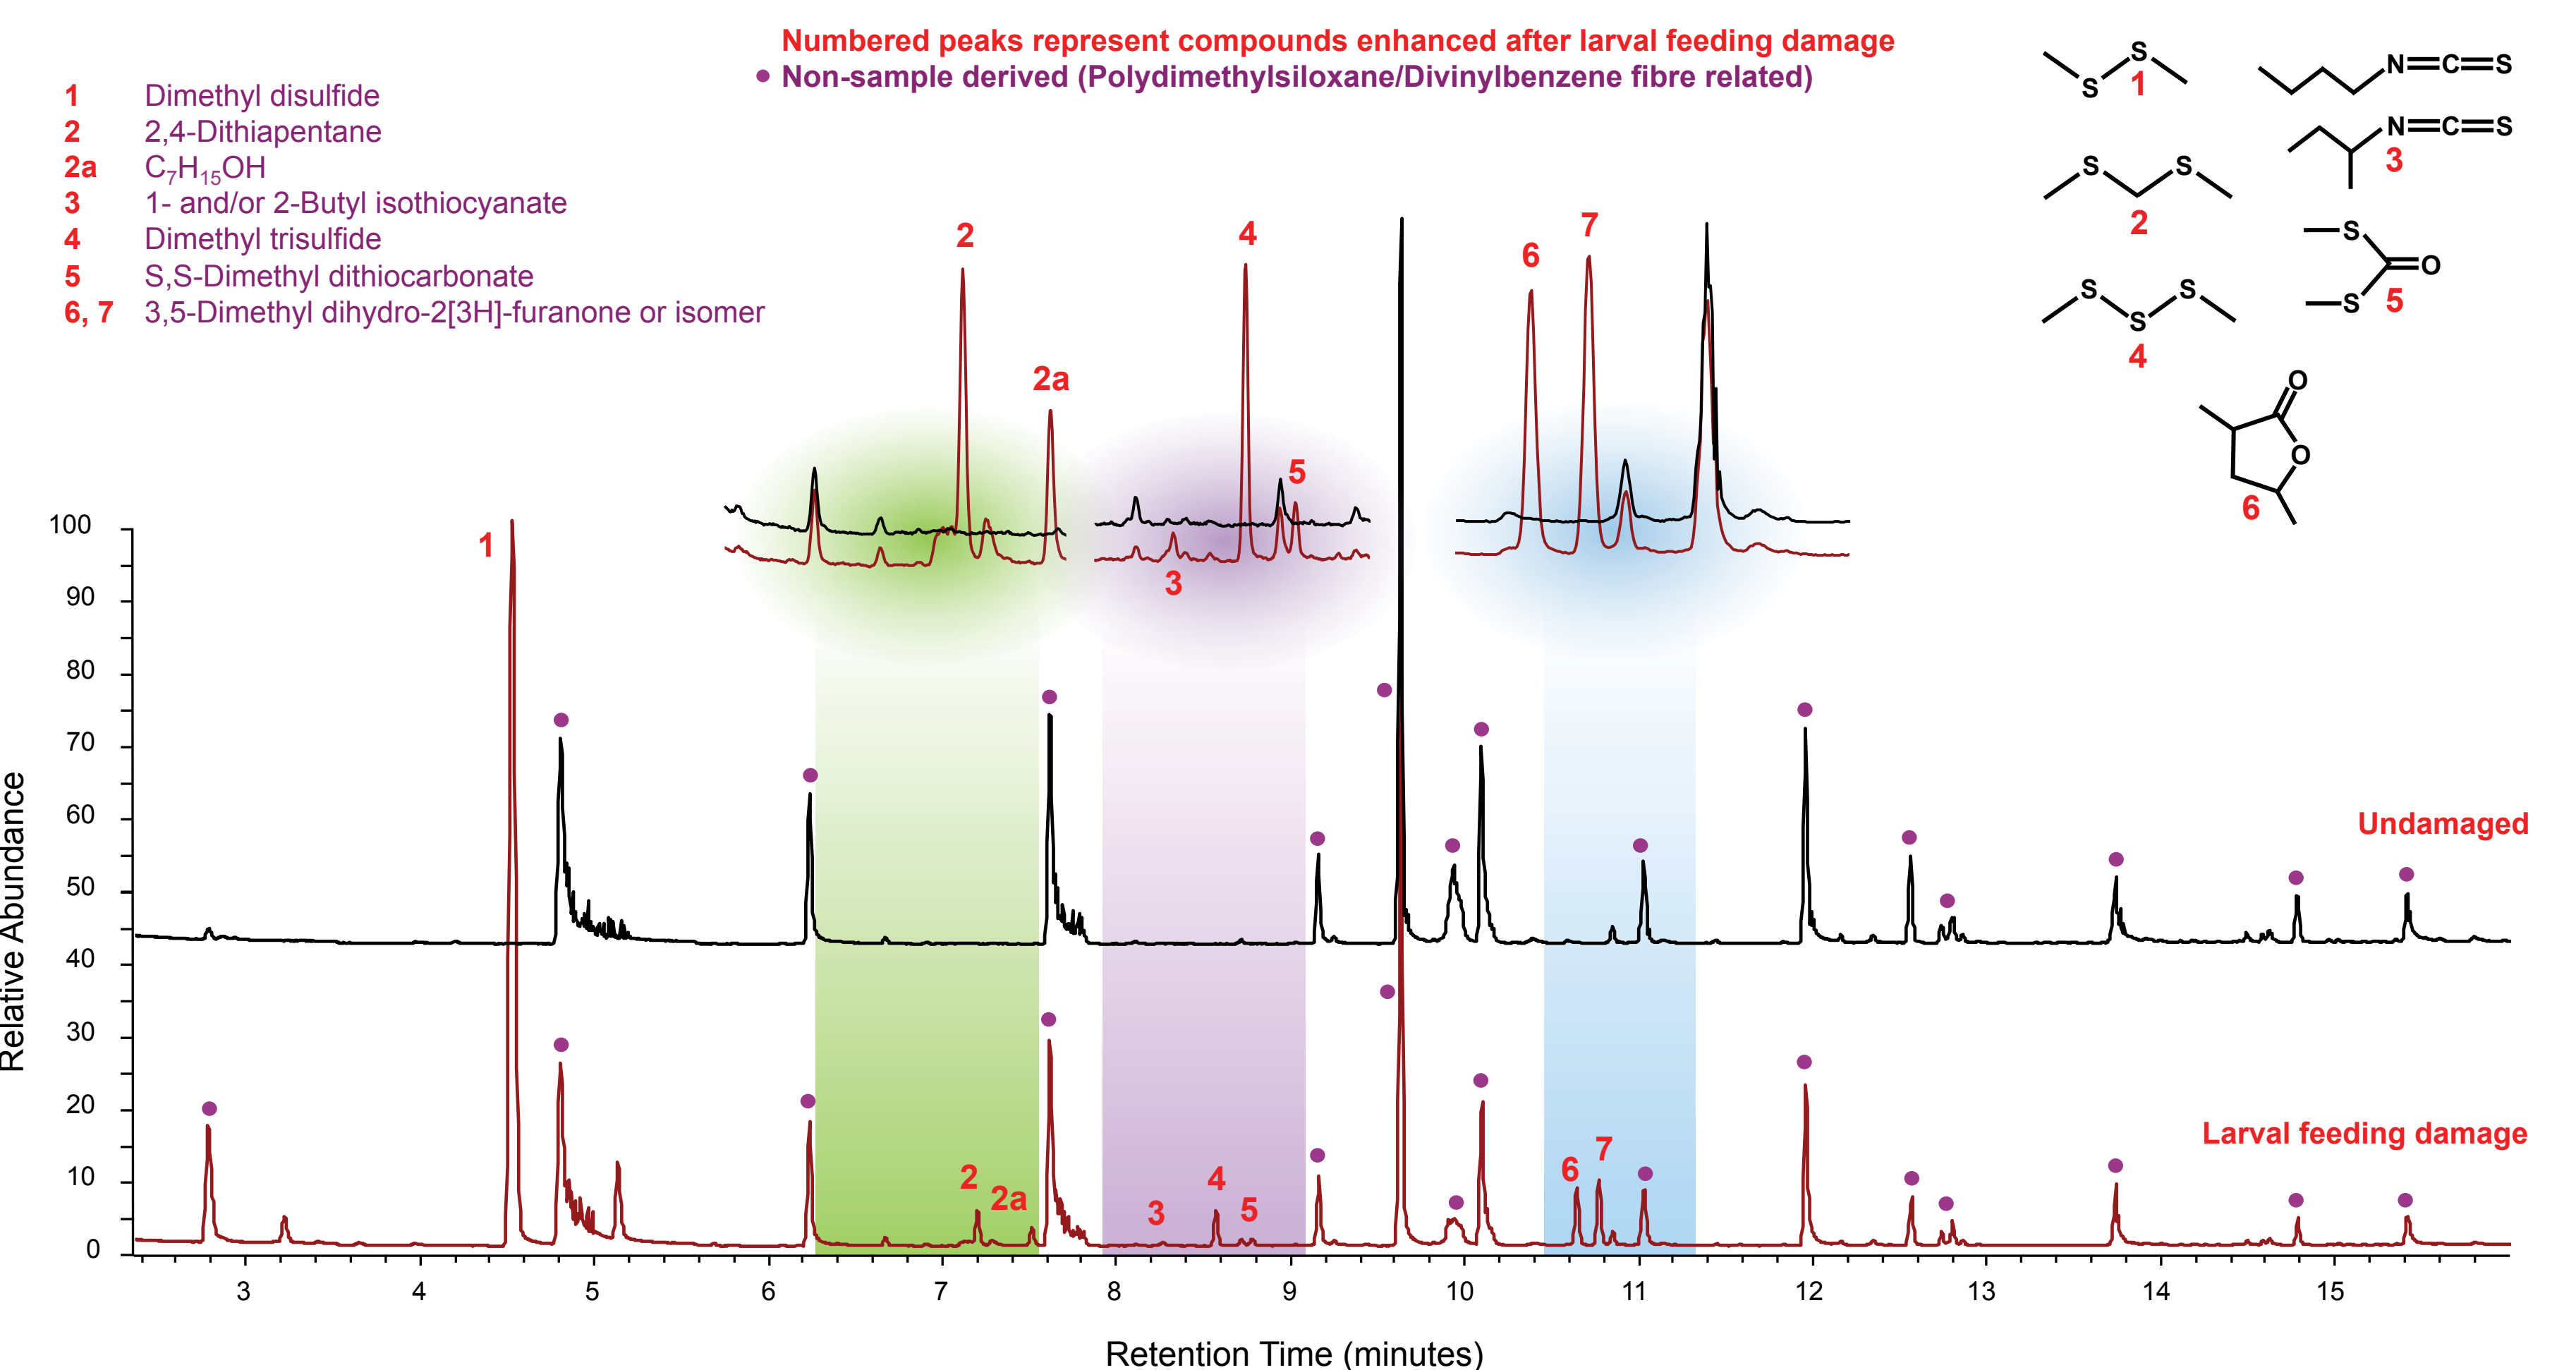 Numbered peaks represent compounds enhanced after larval feeding damage
Non-sample derived (Polydimethylsiloxane/Divinylbenzene fibre related)
1 Dimethyl disulfide
2 2,4-Dithiapentane
2a C₇H₁₅OH
3 1- and/or 2-Butyl isothiocyanate
4 Dimethyl trisulfide
5 S,S-Dimethyl dithiocarbonate
6, 7 3,5-Dimethyl dihydro-2[3H]-furanone or isomer
S
S
1
N C S
N C S
3
S S
2
S
O
S
5
S S
S
4
O
O
6
2
2a
4
5
3
6
7
1
Undamaged
Larval feeding damage
2
2a
3
4
5
6
7
Relative Abundance
100
90
80
70
60
50
40
30
20
10
0
3 4 5 6 7 8 9 10 11 12 13 14 15
Retention Time (minutes)